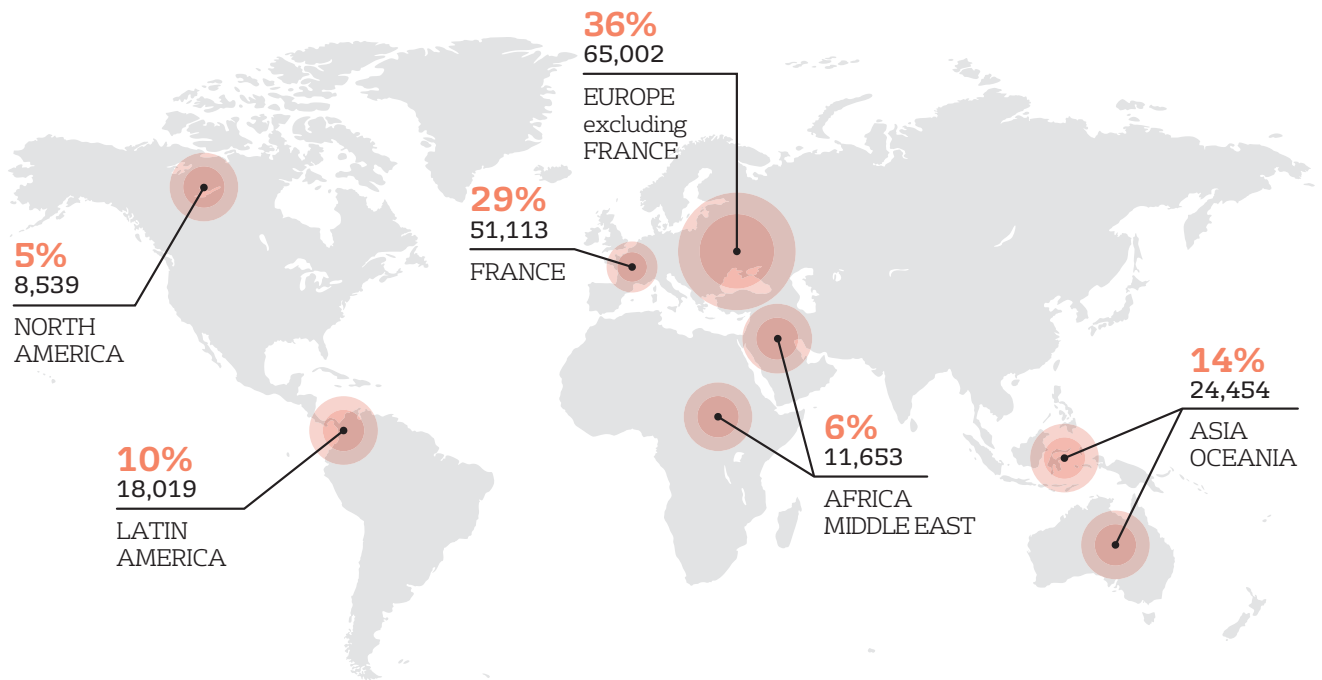 36%
65,002
EUROPE
excluding
FRANCE
29%
51,113
FRANCE
5%
8,539
NORTH
AMERICA
14%
24,454
ASIA
OCEANIA
6%
11,653
AFRICA
MIDDLE EAST
10%
18,019
LATIN
AMERICA